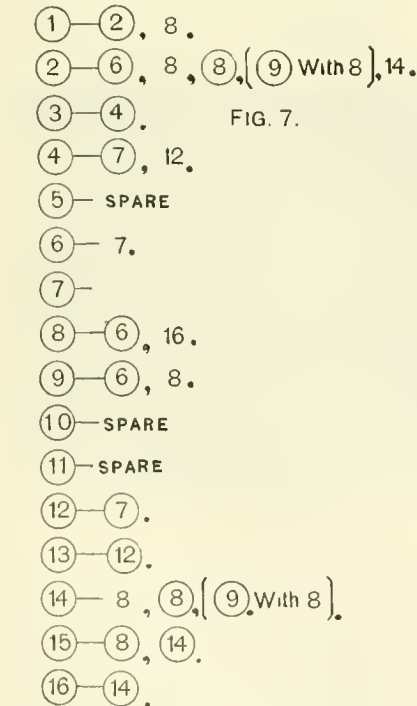 ①—②, 8.
②—⑥, 8, ⑧, [⑨ With 8], 14.
③—④.
FIG. 7.
④—⑦, 12.
⑤— SPARE
⑥— 7.
⑦—
⑧—⑥, 16.
⑨—⑥, 8.
⑩— SPARE
⑪— SPARE
⑫—⑦.
⑬—⑫.
⑭— 8, ⑧, [⑨, With 8].
⑮—⑧, ⑭.
⑯—⑭.